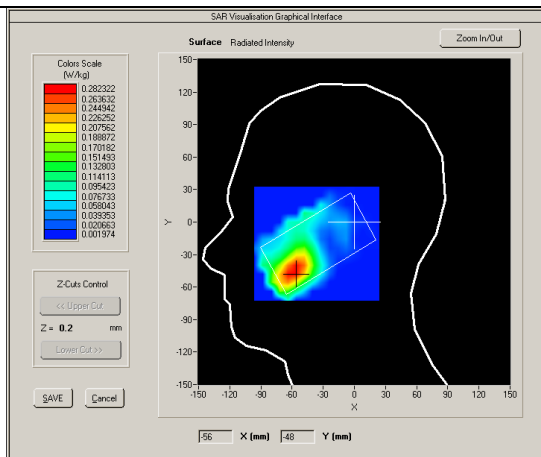 SAR Visualisation Graphical Interface
Surface Radiated Intensity
Zoom In/Out
Colors Scale
(W/kg)
0.282322
0.263632
0.244942
0.226252
0.207562
0.188872
0.170182
0.151493
0.132803
0.114113
0.095423
0.076733
0.058043
0.039353
0.020663
0.001974
Z-Cuts Control
<< Upper Cut
Z = 0.2 mm
Lower Cut >>
SAVE Cancel
150
120
90
60
30
0
-30
-60
-90
-120
-150
Y
-150 -120 -90 -60 -30 0 30 60 90 120 150
X
-56 X (mm) -48 Y (mm)